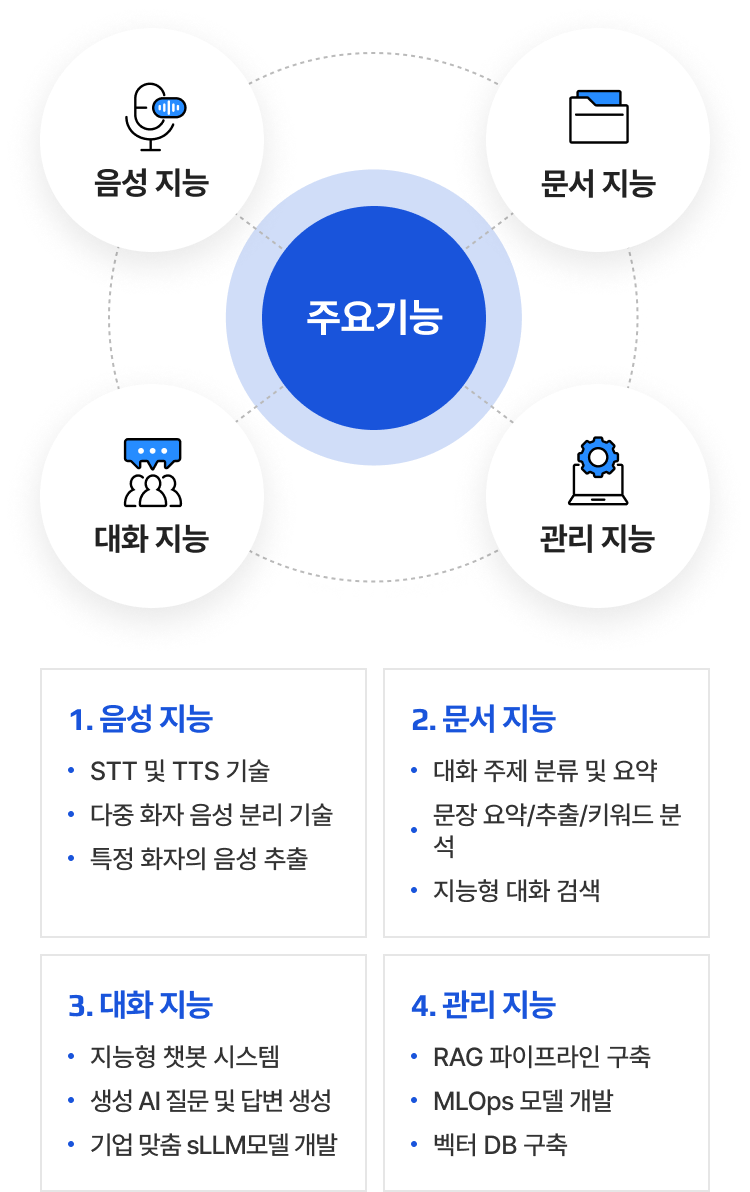 음성 지능
문서 지능
주요기능
대화 지능
관리 지능
1. 음성 지능
• STT 및 TTS 기술
• 다중 화자 음성 분리 기술
• 특정 화자의 음성 추출
2. 문서 지능
• 대화 주제 분류 및 요약
• 문장 요약/추출/키워드 분
석
• 지능형 대화 검색
3. 대화 지능
• 지능형 챗봇 시스템
• 생성 AI 질문 및 답변 생성
• 기업 맞춤 sLLM모델 개발
4. 관리 지능
• RAG 파이프라인 구축
• MLOps 모델 개발
• 벡터 DB 구축